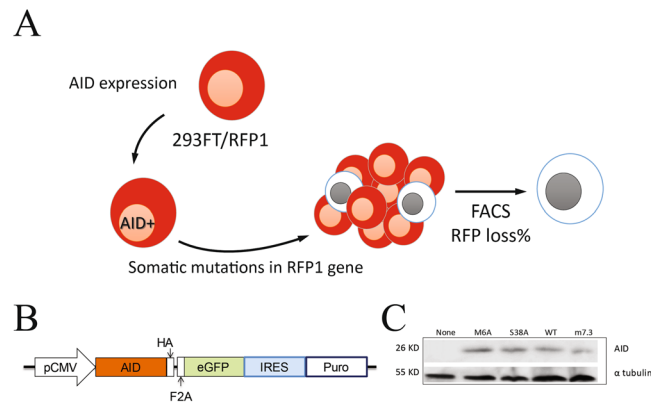 A
AID expression
293FT/RFP1
AID+
Somatic mutations in RFP1 gene
FACS
RFP loss%
B
HA
pCMV AID eGFP IRES Puro
F2A
C
None M6A S38A WT m7.3
26 KD AID
55 KD α tubulin